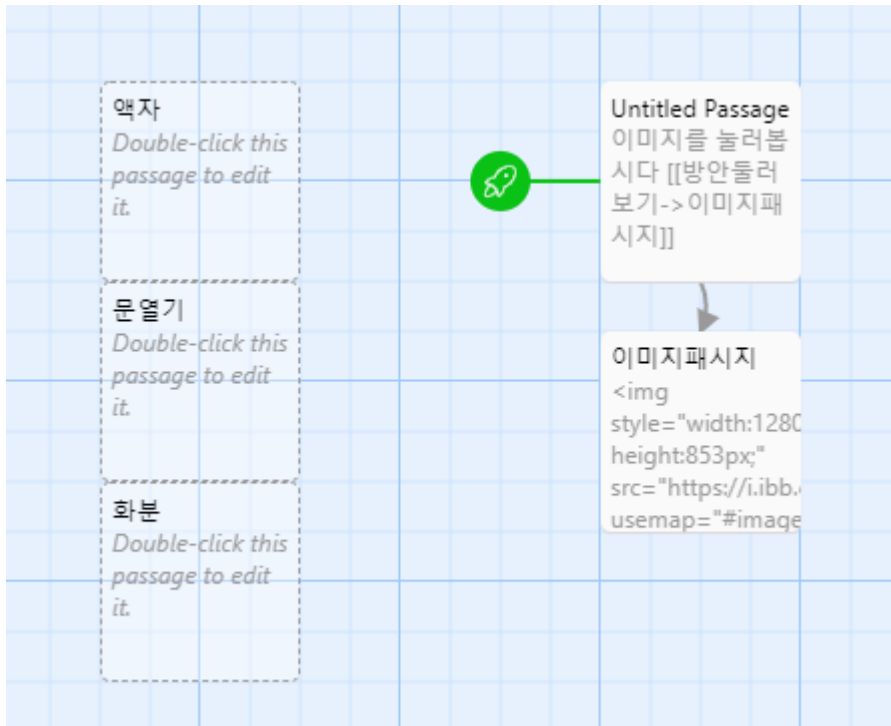 액자
Double-click this
passage to edit
it.
문열기
Double-click this
passage to edit
it.
화분
Double-click this
passage to edit
it.
Untitled Passage
이미지를 눌러봅
시다 [[방안둘러
보기->이미지패
시지]]
이미지패시지
<img
style="width:1280
height:853px;"
src="https://i.ibb.
usemap="#image